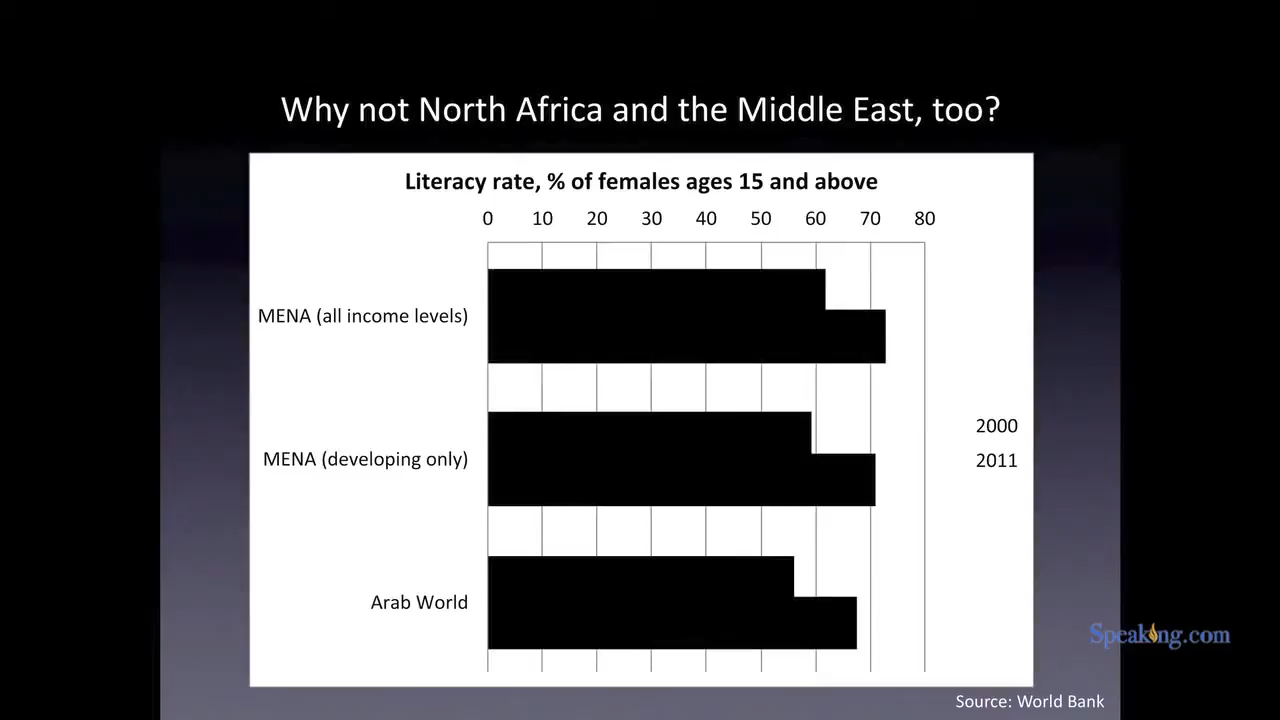 Why not North Africa and the Middle East, too?
Literacy rate, % of females ages 15 and above
0 10 20 30 40 50 60 70 80
MENA (all income levels)
MENA (developing only)
Arab World
2000
2011
Speaking.com
Source: World Bank